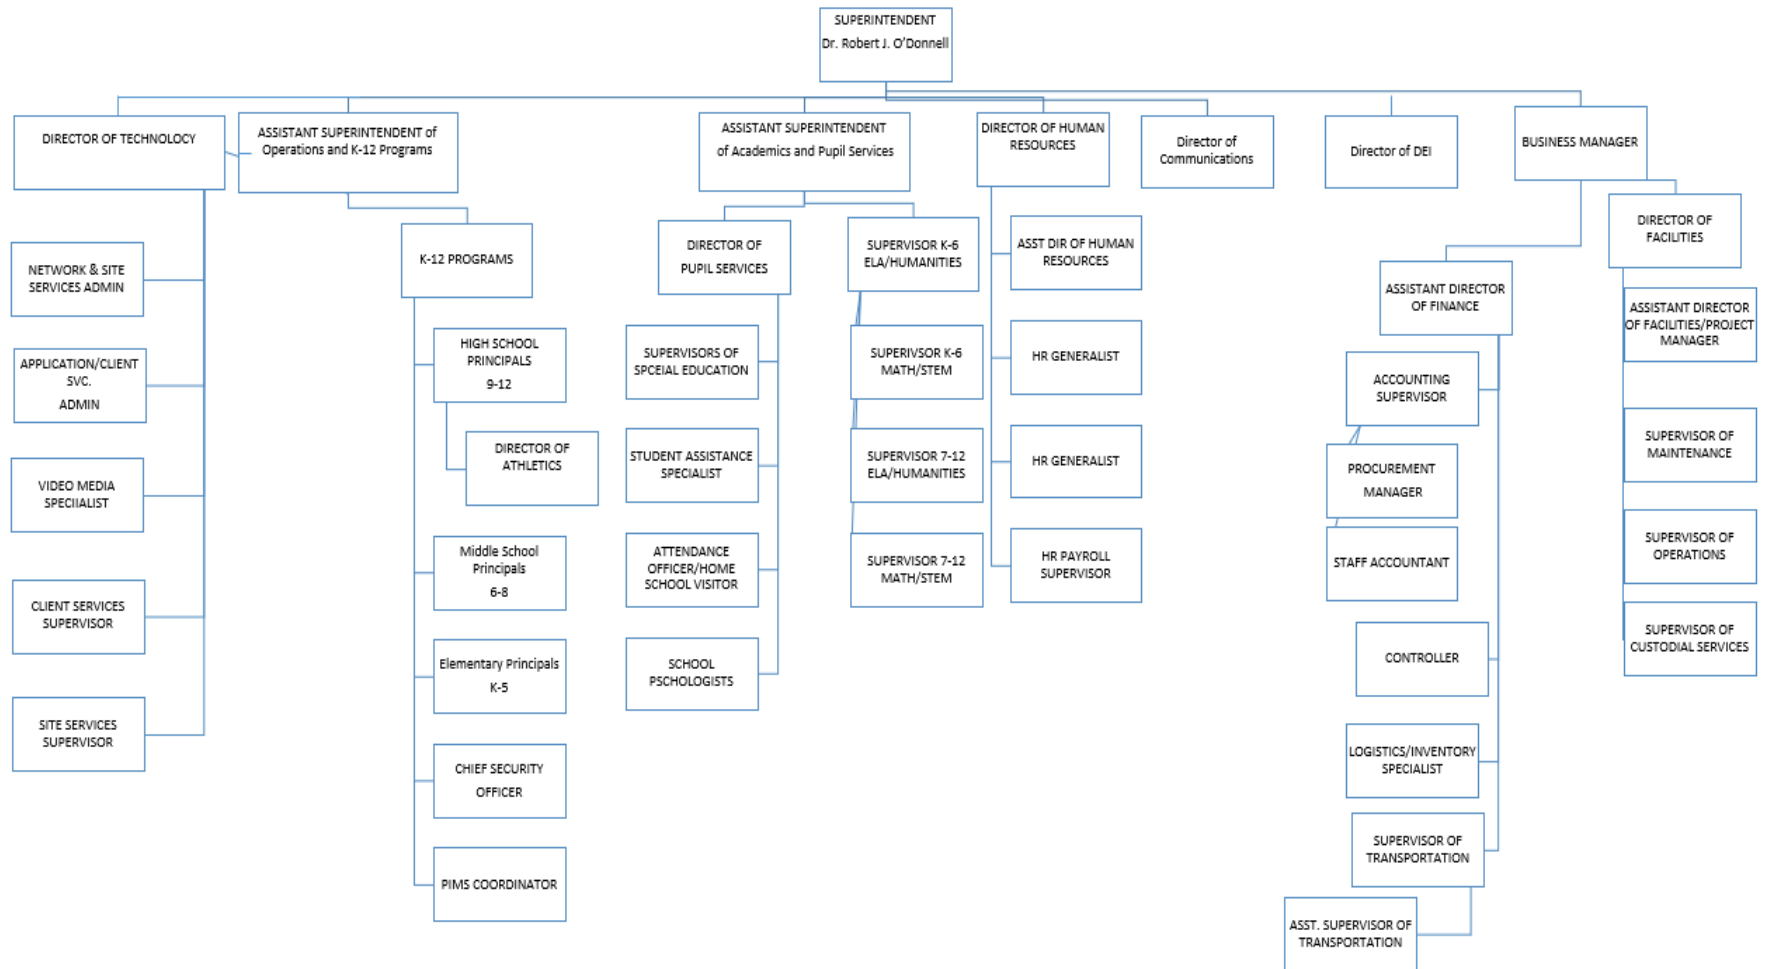 SUPERINTENDENT
Dr. Robert J. O'Donnell
DIRECTOR OF TECHNOLOGY
ASSISTANT SUPERINTENDENT of
Operations and K-12 Programs
ASSISTANT SUPERINTENDENT
of Academics and Pupil Services
DIRECTOR OF HUMAN
RESOURCES
Director of
Communications
Director of DEI
BUSINESS MANAGER
NETWORK & SITE
SERVICES ADMIN
APPLICATION/CLIENT
SVC.
ADMIN
VIDEO MEDIA
SPECIIALIST
CLIENT SERVICES
SUPERVISOR
SITE SERVICES
SUPERVISOR
K-12 PROGRAMS
HIGH SCHOOL
PRINCIPALS
9-12
DIRECTOR OF
ATHLETICS
Middle School
Principals
6-8
Elementary Principals
K-5
CHIEF SECURITY
OFFICER
PIMS COORDINATOR
DIRECTOR OF
PUPIL SERVICES
SUPERVISORS OF
SPCEIAL EDUCATION
STUDENT ASSISTANCE
SPECIALIST
ATTENDANCE
OFFICER/HOME
SCHOOL VISITOR
SCHOOL
PSCHOLOGISTS
SUPERVISOR K-6
ELA/HUMANITIES
SUPERIVSOR K-6
MATH/STEM
SUPERVISOR 7-12
ELA/HUMANITIES
SUPERVISOR 7-12
MATH/STEM
ASST DIR OF HUMAN
RESOURCES
HR GENERALIST
HR GENERALIST
HR PAYROLL
SUPERVISOR
ASSISTANT DIRECTOR
OF FINANCE
ACCOUNTING
SUPERVISOR
PROCUREMENT
MANAGER
STAFF ACCOUNTANT
CONTROLLER
LOGISTICS/INVENTORY
SPECIALIST
SUPERVISOR OF
TRANSPORTATION
ASST. SUPERVISOR OF
TRANSPORTATION
DIRECTOR OF
FACILITIES
ASSISTANT DIRECTOR
OF FACILITIES/PROJECT
MANAGER
SUPERVISOR OF
MAINTENANCE
SUPERVISOR OF
OPERATIONS
SUPERVISOR OF
CUSTODIAL SERVICES